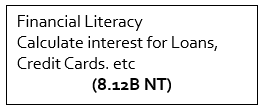 Financial Literacy
Calculate interest for Loans,
Credit Cards. etc
(8.12B NT)